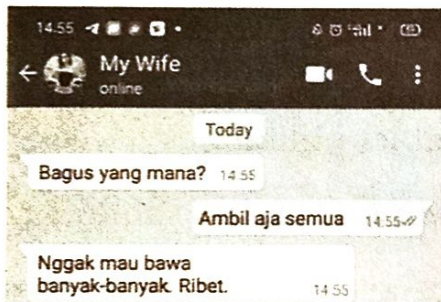 14.55
My Wife
online
Today
Bagus yang mana? 14.55
Ambil aja semua 14.55
Nggak mau bawa
banyak-banyak. Ribet. 14.55